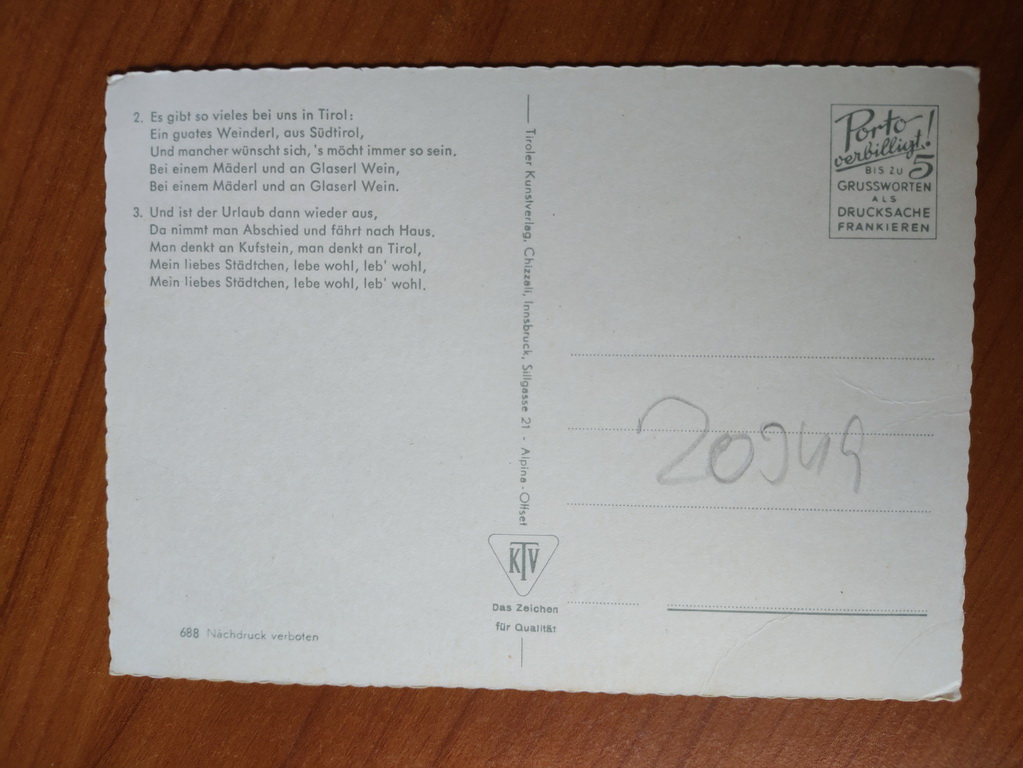 2. Es gibt so vieles bei uns in Tirol:
Ein guates Weinderl, aus Südtirol,
Und mancher wünscht sich, 's möcht immer so sein.
Bei einem Mäderl und an Glaserl Wein,
Bei einem Mäderl und an Glaserl Wein.
3. Und ist der Urlaub dann wieder aus,
Da nimmt man Abschied und fährt nach Haus.
Man denkt an Kufstein, man denkt an Tirol,
Mein liebes Städtchen, lebe wohl, leb' wohl,
Mein liebes Städtchen, lebe wohl, leb' wohl.
688 Nachdruck verboten
Tiroler Kunstverlag, Chizzali, Innsbruck, Sillgasse 21 - Alpina-Offset
KTV
Das Zeichen
für Qualität
Porto
verbilligt!
BIS ZU 5
GRUSSWORTEN
ALS
DRUCKSACHE
FRANKIEREN
20949